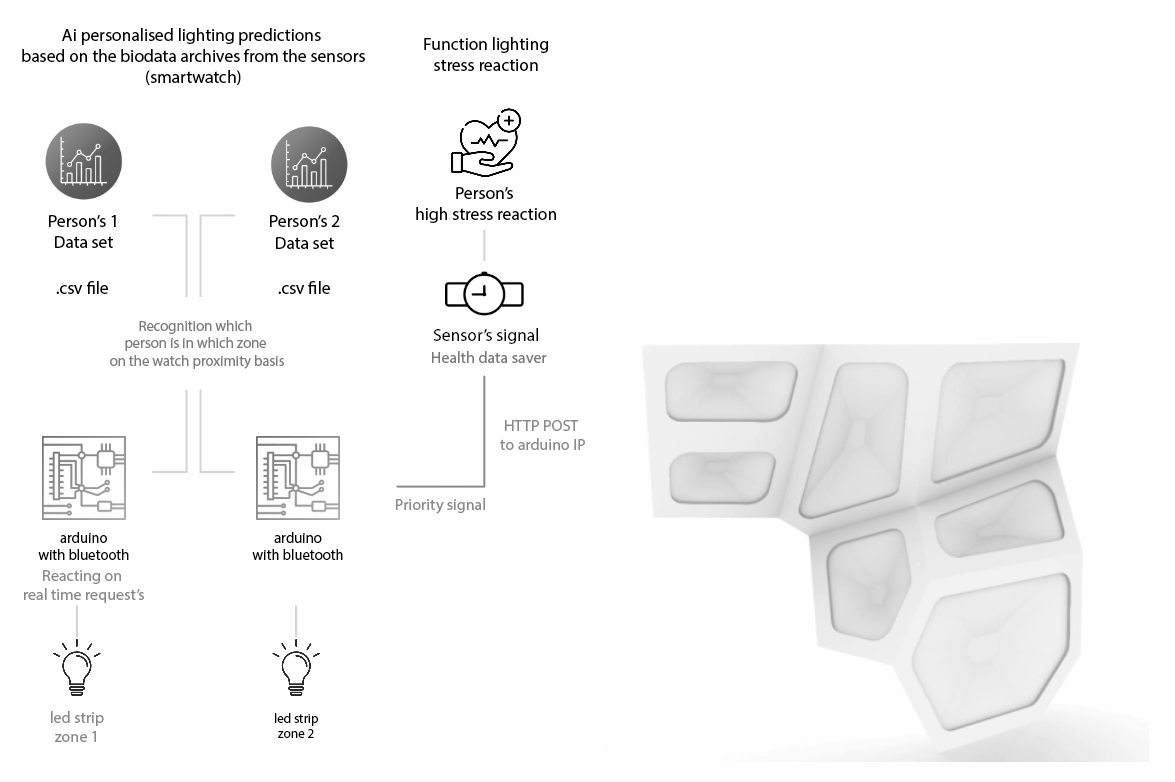 Ai personalised lighting predictions
based on the biodata archives from the sensors
(smartwatch)
Function lighting
stress reaction
Person's 1
Data set
.csv file
Person's 2
Data set
.csv file
Person's
high stress reaction
Recognition which
person is in which zone
on the watch proximity basis
Sensor's signal
Health data saver
HTTP POST
to arduino IP
Priority signal
arduino
with bluetooth
Reacting on
real time request's
arduino
with bluetooth
led strip
zone 1
led strip
zone 2